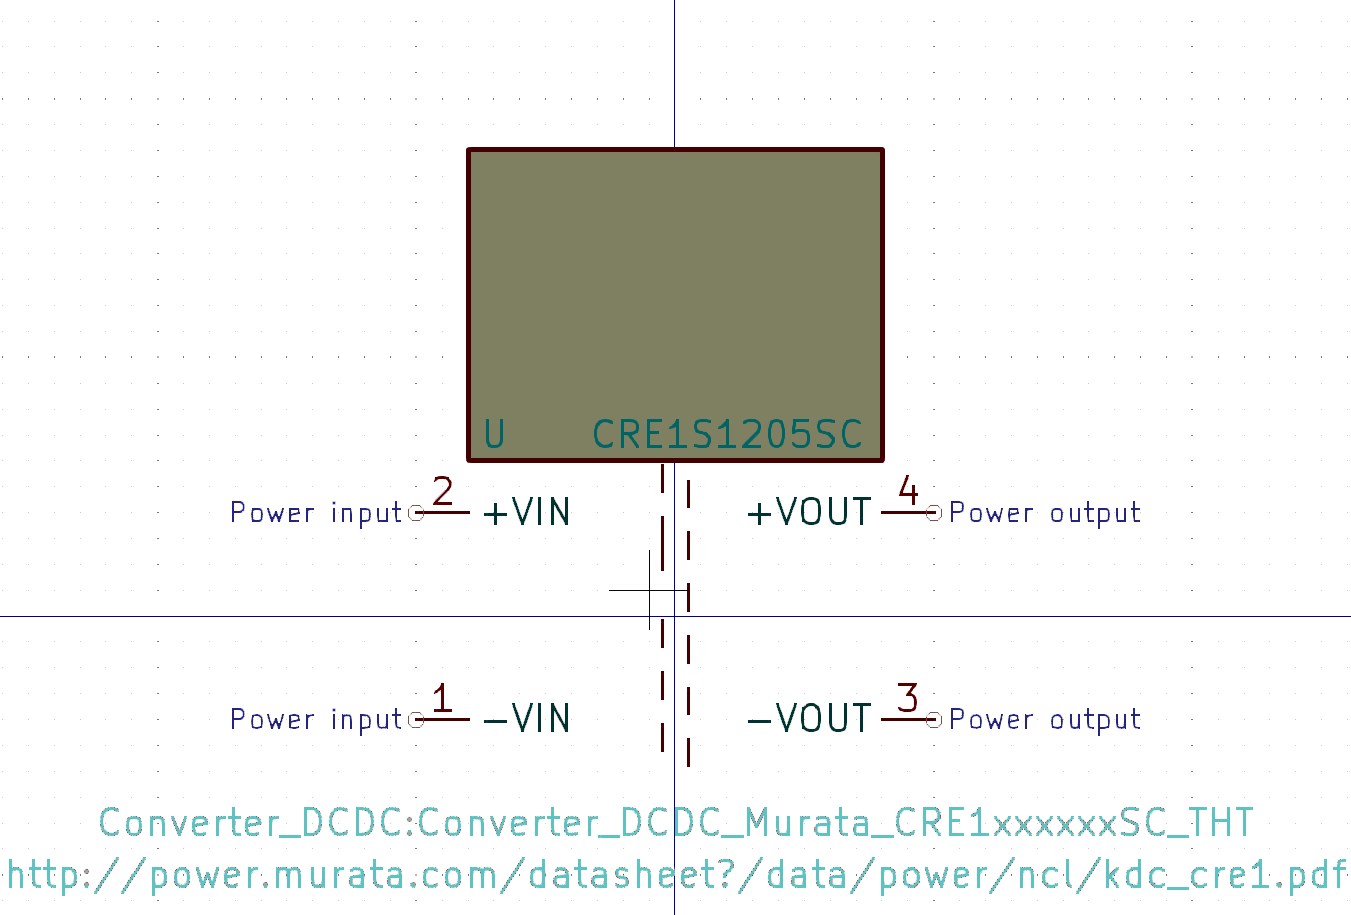 U CRE1S1205SC
2 4
Power input +VIN +VOUT Power output
1 3
Power input -VIN -VOUT Power output
Converter_DCDC:Converter_DCDC_Murata_CRE1xxxxxxSC_THT
http://power.murata.com/datasheet?/data/power/ncl/kdc_cre1.pdf